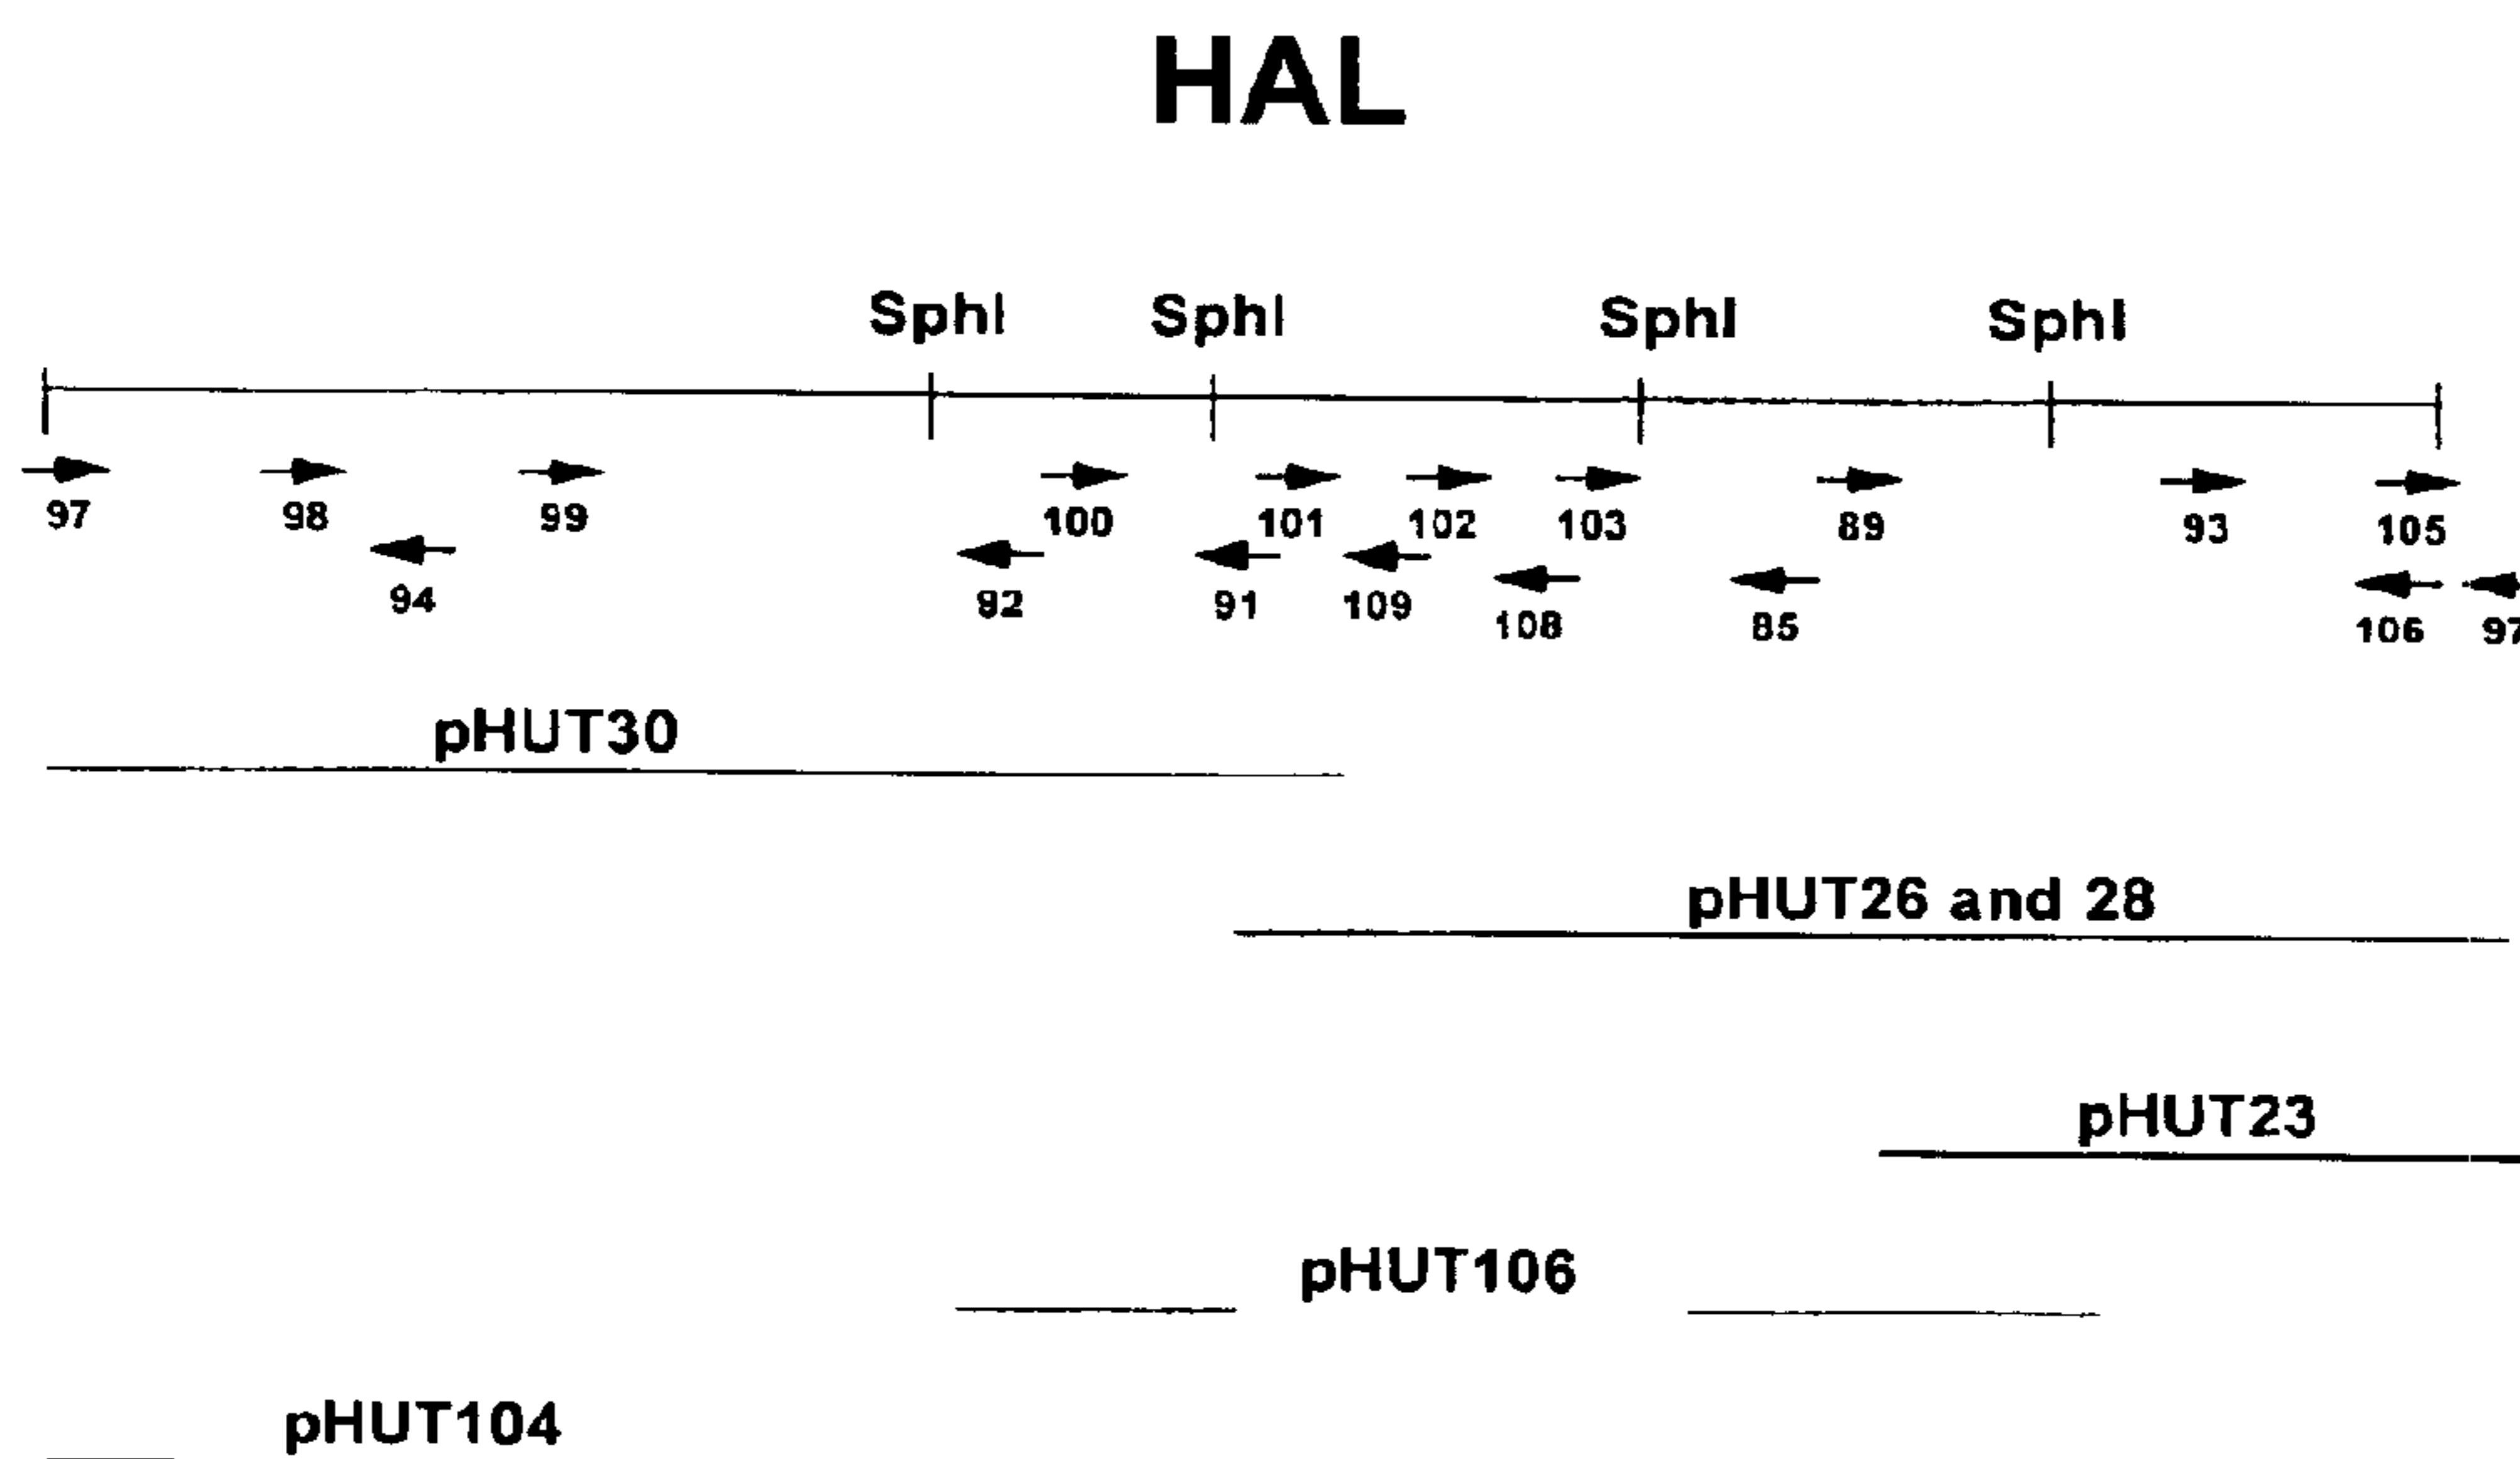 HAL
SphI SphI SphI SphI
97 98 99 100 101 102 103 89 93 105
94 92 91 109 108 85 106 97
pHUT30
pHUT26 and 28
pHUT23
pHUT106
pHUT104